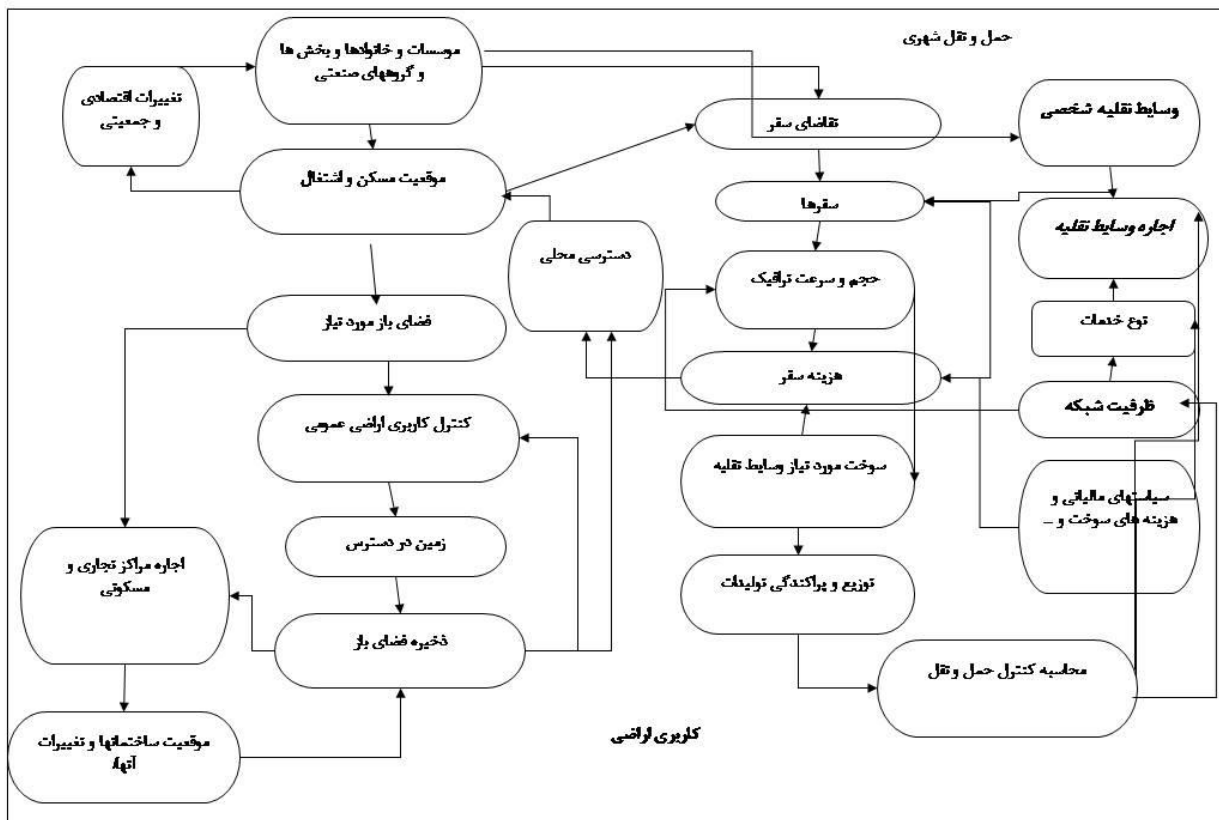 حمل و نقل شهری
موسسات و خانوادها و بخش ها
و گروههای صنعتی
تغییرات اقتصادی
و جمعیتی
وسایط نقلیه شخصی
تقاضای سفر
موقعیت مسکن و اشتغال
سفرها
اجاره وسایط نقلیه
دسترسی محلی
حجم و سرعت ترافیک
فضای باز مورد نیاز
نوع خدمات
هزینه سفر
ظرفیت شبکه
کنترل کاربری اراضی عمومی
سوخت مورد نیاز وسایط نقلیه
سیاستهای مالیاتی و
هزینه های سوخت و ...
زمین در دسترس
اجاره مراکز تجاری و
مسکونی
توزیع و پراکندگی تولیدات
ذخیره فضای باز
محاسبه کنترل حمل و نقل
کاربری اراضی
موقعیت ساختمانها و تغییرات
آنها